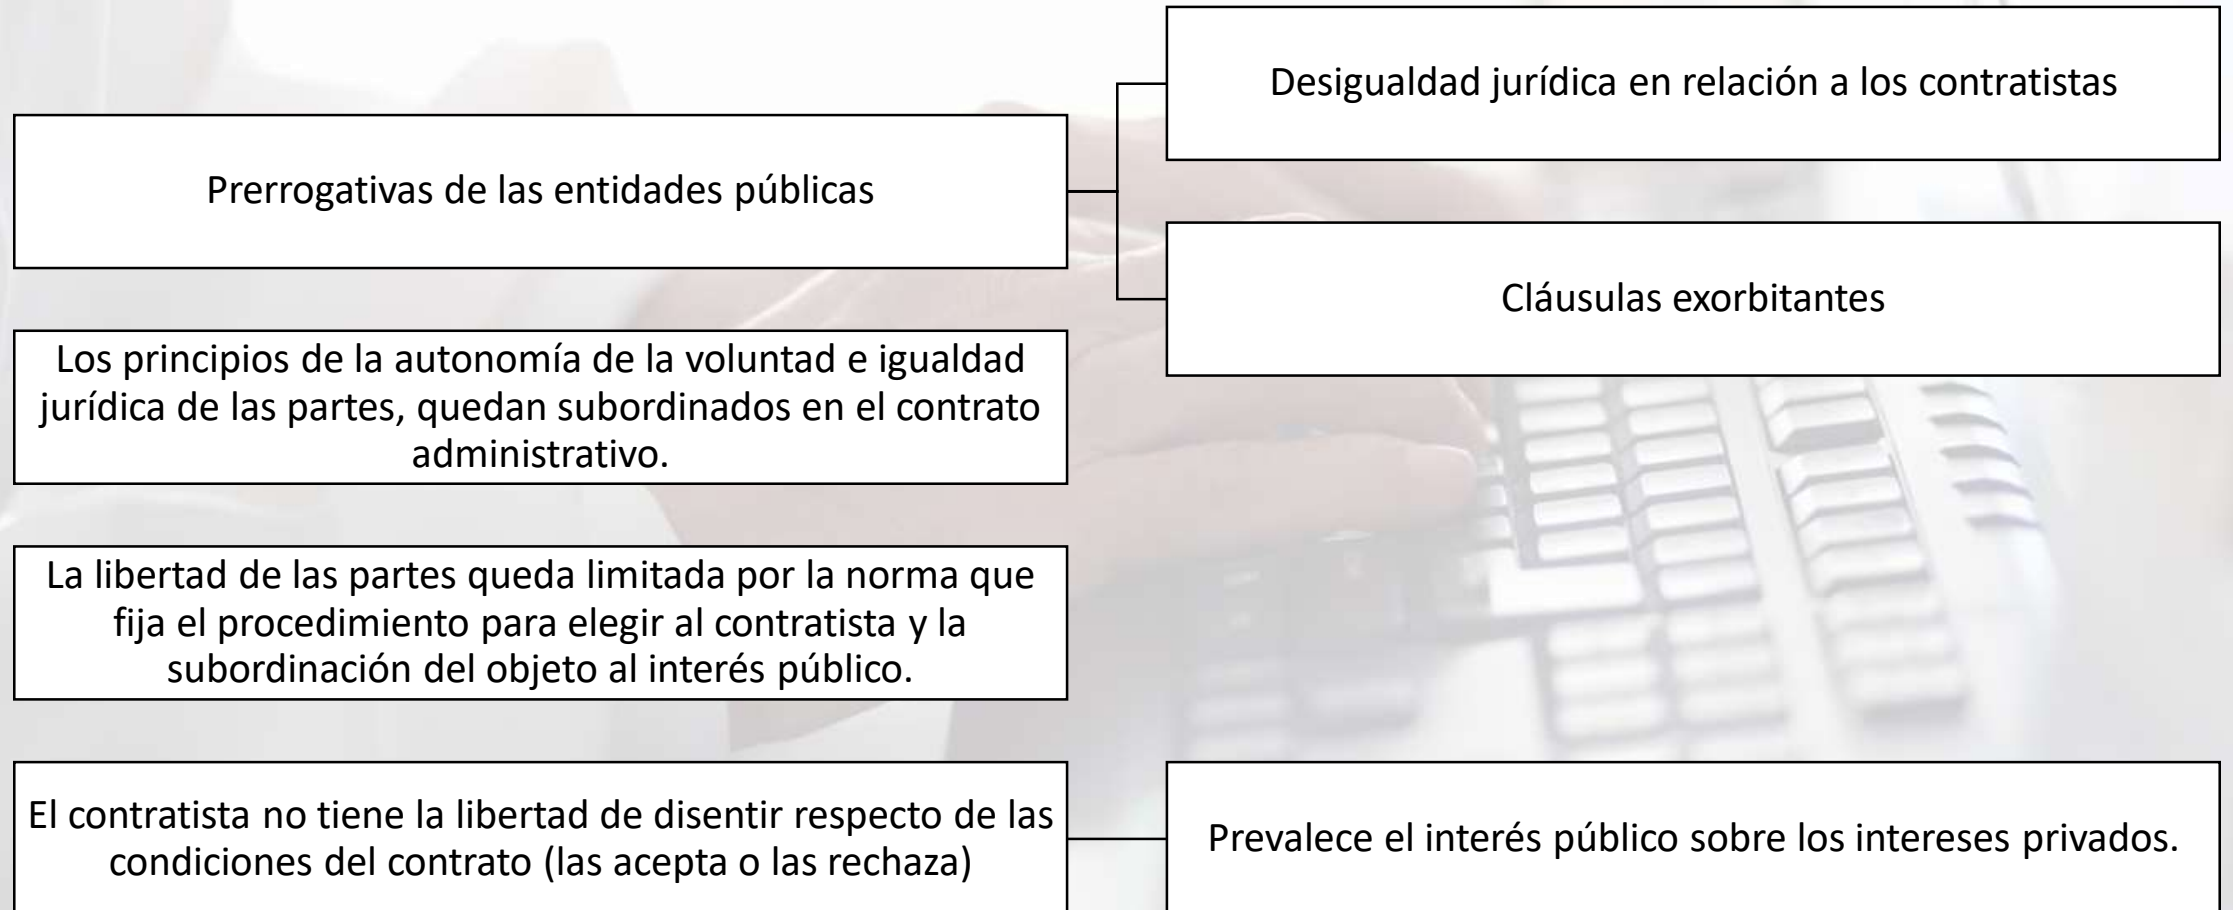 Prerrogativas de las entidades públicas
Desigualdad jurídica en relación a los contratistas
Cláusulas exorbitantes
Los principios de la autonomía de la voluntad e igualdad
jurídica de las partes, quedan subordinados en el contrato
administrativo.
La libertad de las partes queda limitada por la norma que
fija el procedimiento para elegir al contratista y la
subordinación del objeto al interés público.
El contratista no tiene la libertad de disentir respecto de las
condiciones del contrato (las acepta o las rechaza)
Prevalece el interés público sobre los intereses privados.